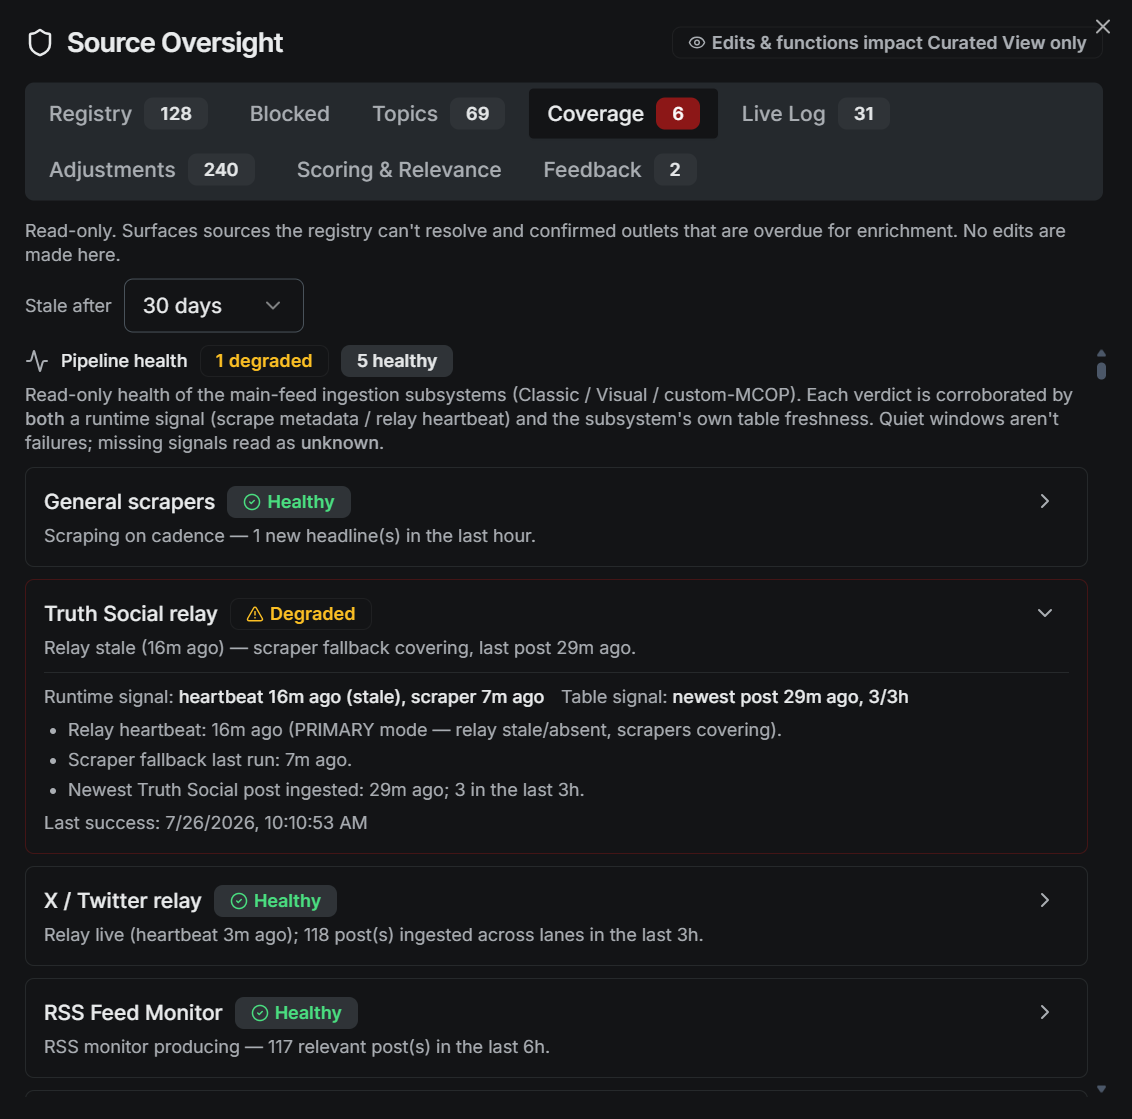 Source Oversight
Edits & functions impact Curated View only
Registry 128 Blocked Topics 69 Coverage 6 Live Log 31
Adjustments 240 Scoring & Relevance Feedback 2
Read-only. Surfaces sources the registry can't resolve and confirmed outlets that are overdue for enrichment. No edits are
made here.
Stale after 30 days
Pipeline health 1 degraded 5 healthy
Read-only health of the main-feed ingestion subsystems (Classic / Visual / custom-MCOP). Each verdict is corroborated by
both a runtime signal (scrape metadata / relay heartbeat) and the subsystem's own table freshness. Quiet windows aren't
failures; missing signals read as unknown.
General scrapers Healthy
Scraping on cadence — 1 new headline(s) in the last hour.
Truth Social relay Degraded
Relay stale (16m ago) — scraper fallback covering, last post 29m ago.
Runtime signal: heartbeat 16m ago (stale), scraper 7m ago Table signal: newest post 29m ago, 3/3h
• Relay heartbeat: 16m ago (PRIMARY mode — relay stale/absent, scrapers covering).
• Scraper fallback last run: 7m ago.
• Newest Truth Social post ingested: 29m ago; 3 in the last 3h.
Last success: 7/26/2026, 10:10:53 AM
X / Twitter relay Healthy
Relay live (heartbeat 3m ago); 118 post(s) ingested across lanes in the last 3h.
RSS Feed Monitor Healthy
RSS monitor producing — 117 relevant post(s) in the last 6h.